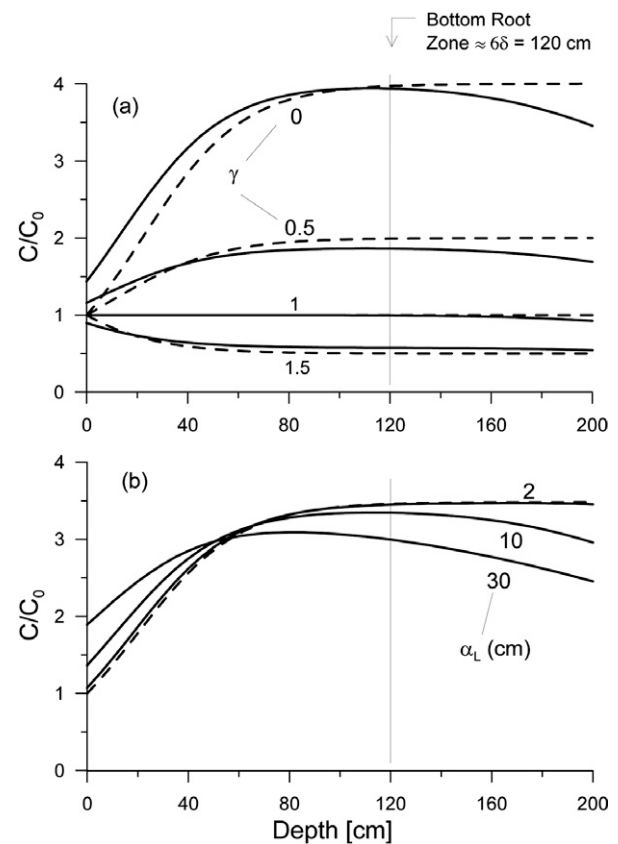 Bottom Root
Zone ≈ 6δ = 120 cm
(a)
4
3
2
1
0
C/C₀
0
γ
0.5
1
1.5
0 40 80 120 160 200
(b)
4
3
2
1
0
C/C₀
2
10
30
α_L (cm)
0 40 80 120 160 200
Depth [cm]